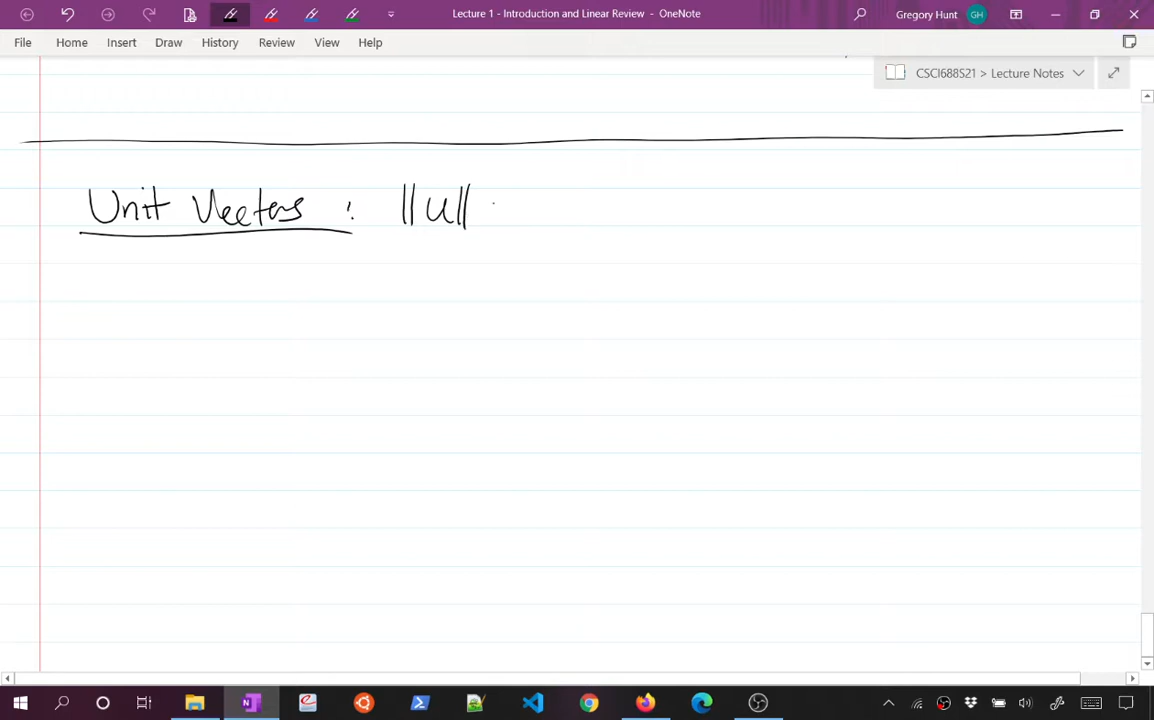 Lecture 1 - Introduction and Linear Review - OneNote
Gregory Hunt GH
File Home Insert Draw History Review View Help
CSCI688S21 > Lecture Notes
Unit Vectors : ||u||